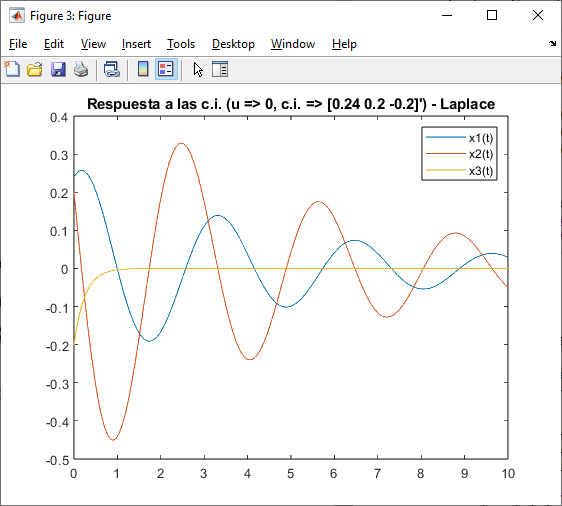 Figure 3: Figure
File Edit View Insert Tools Desktop Window Help
Respuesta a las c.i. (u => 0, c.i. => [0.24 0.2 -0.2]') - Laplace
x1(t)
x2(t)
x3(t)
0.4
0.3
0.2
0.1
0
-0.1
-0.2
-0.3
-0.4
-0.5
0 1 2 3 4 5 6 7 8 9 10